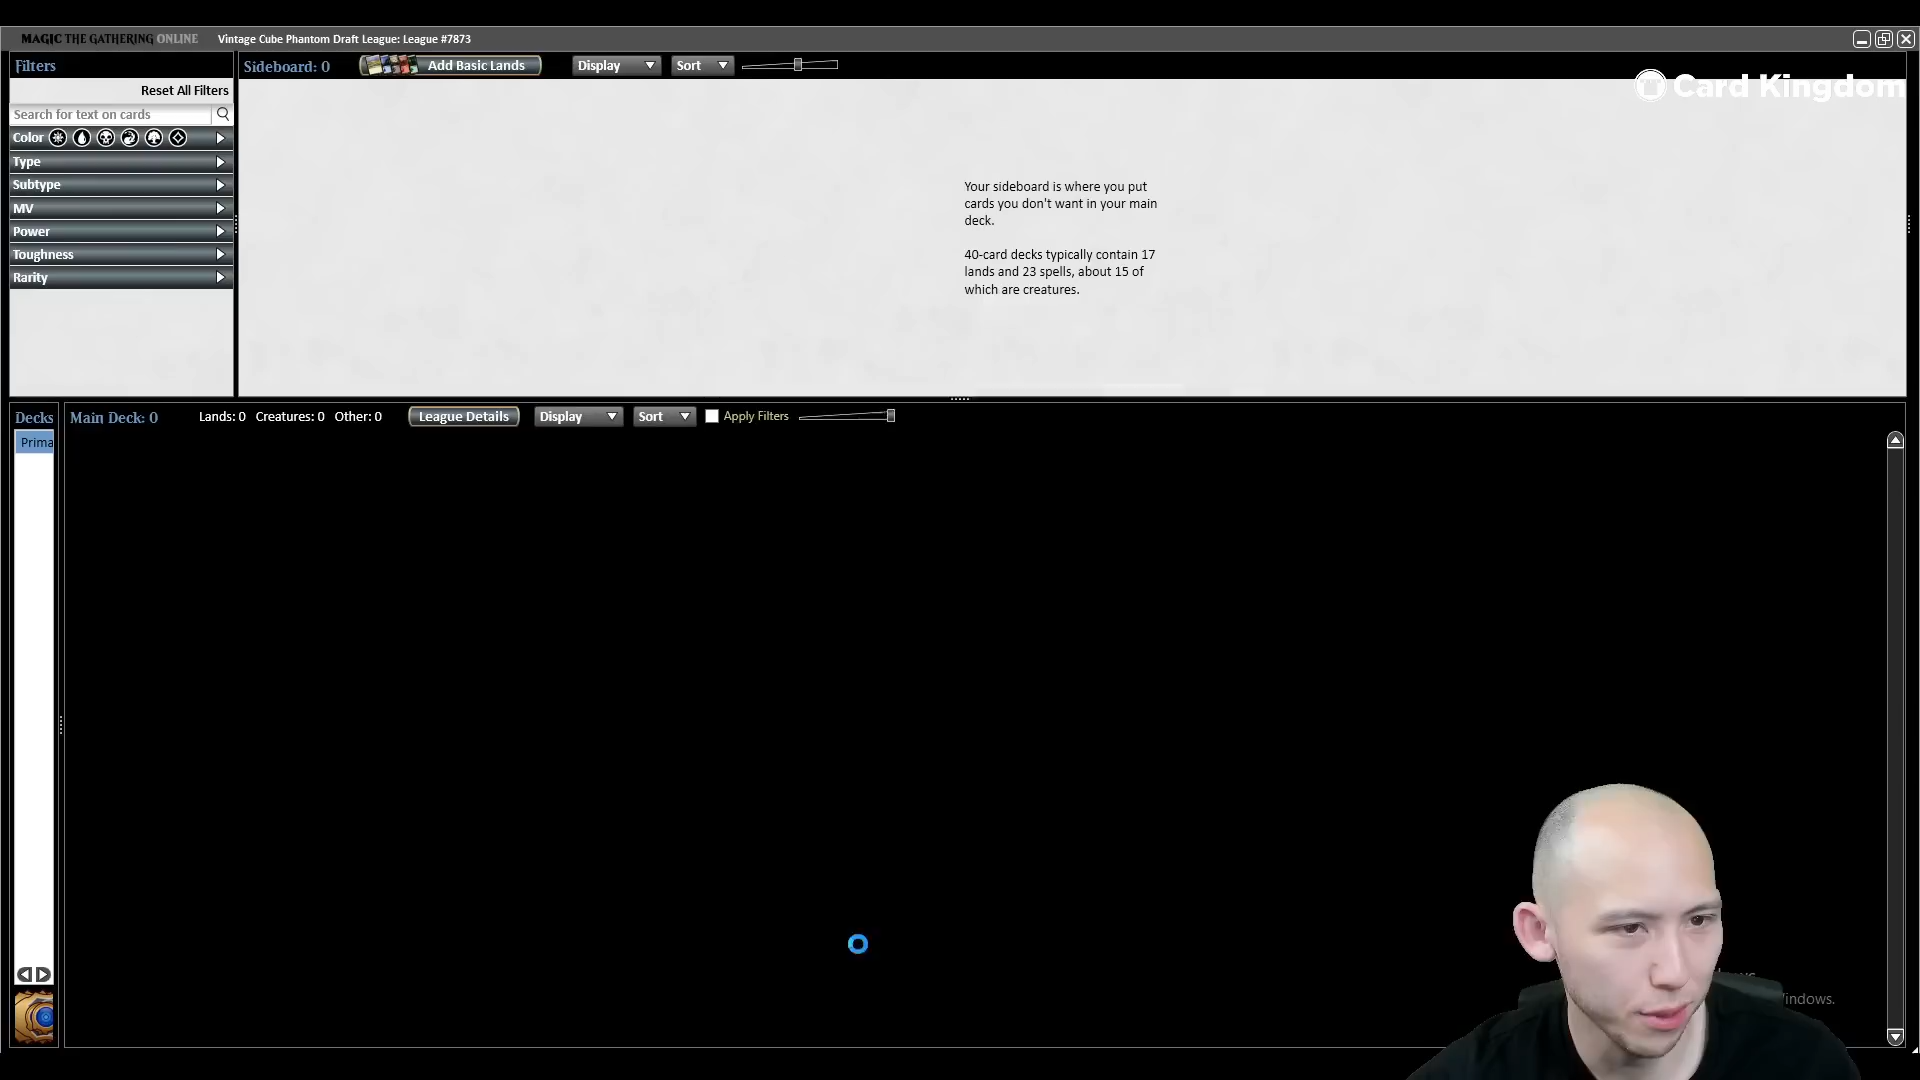 MAGIC THE GATHERING ONLINE Vintage Cube Phantom Draft League: League #7873
Filters
Sideboard: 0 Add Basic Lands Display Sort
Card Kingdom
Reset All Filters
Search for text on cards
Color
Type
Subtype
MV
Power
Toughness
Rarity
Your sideboard is where you put
cards you don't want in your main
deck.
40-card decks typically contain 17
lands and 23 spells, about 15 of
which are creatures.
Decks
Prima
Main Deck: 0 Lands: 0 Creatures: 0 Other: 0 League Details Display Sort Apply Filters